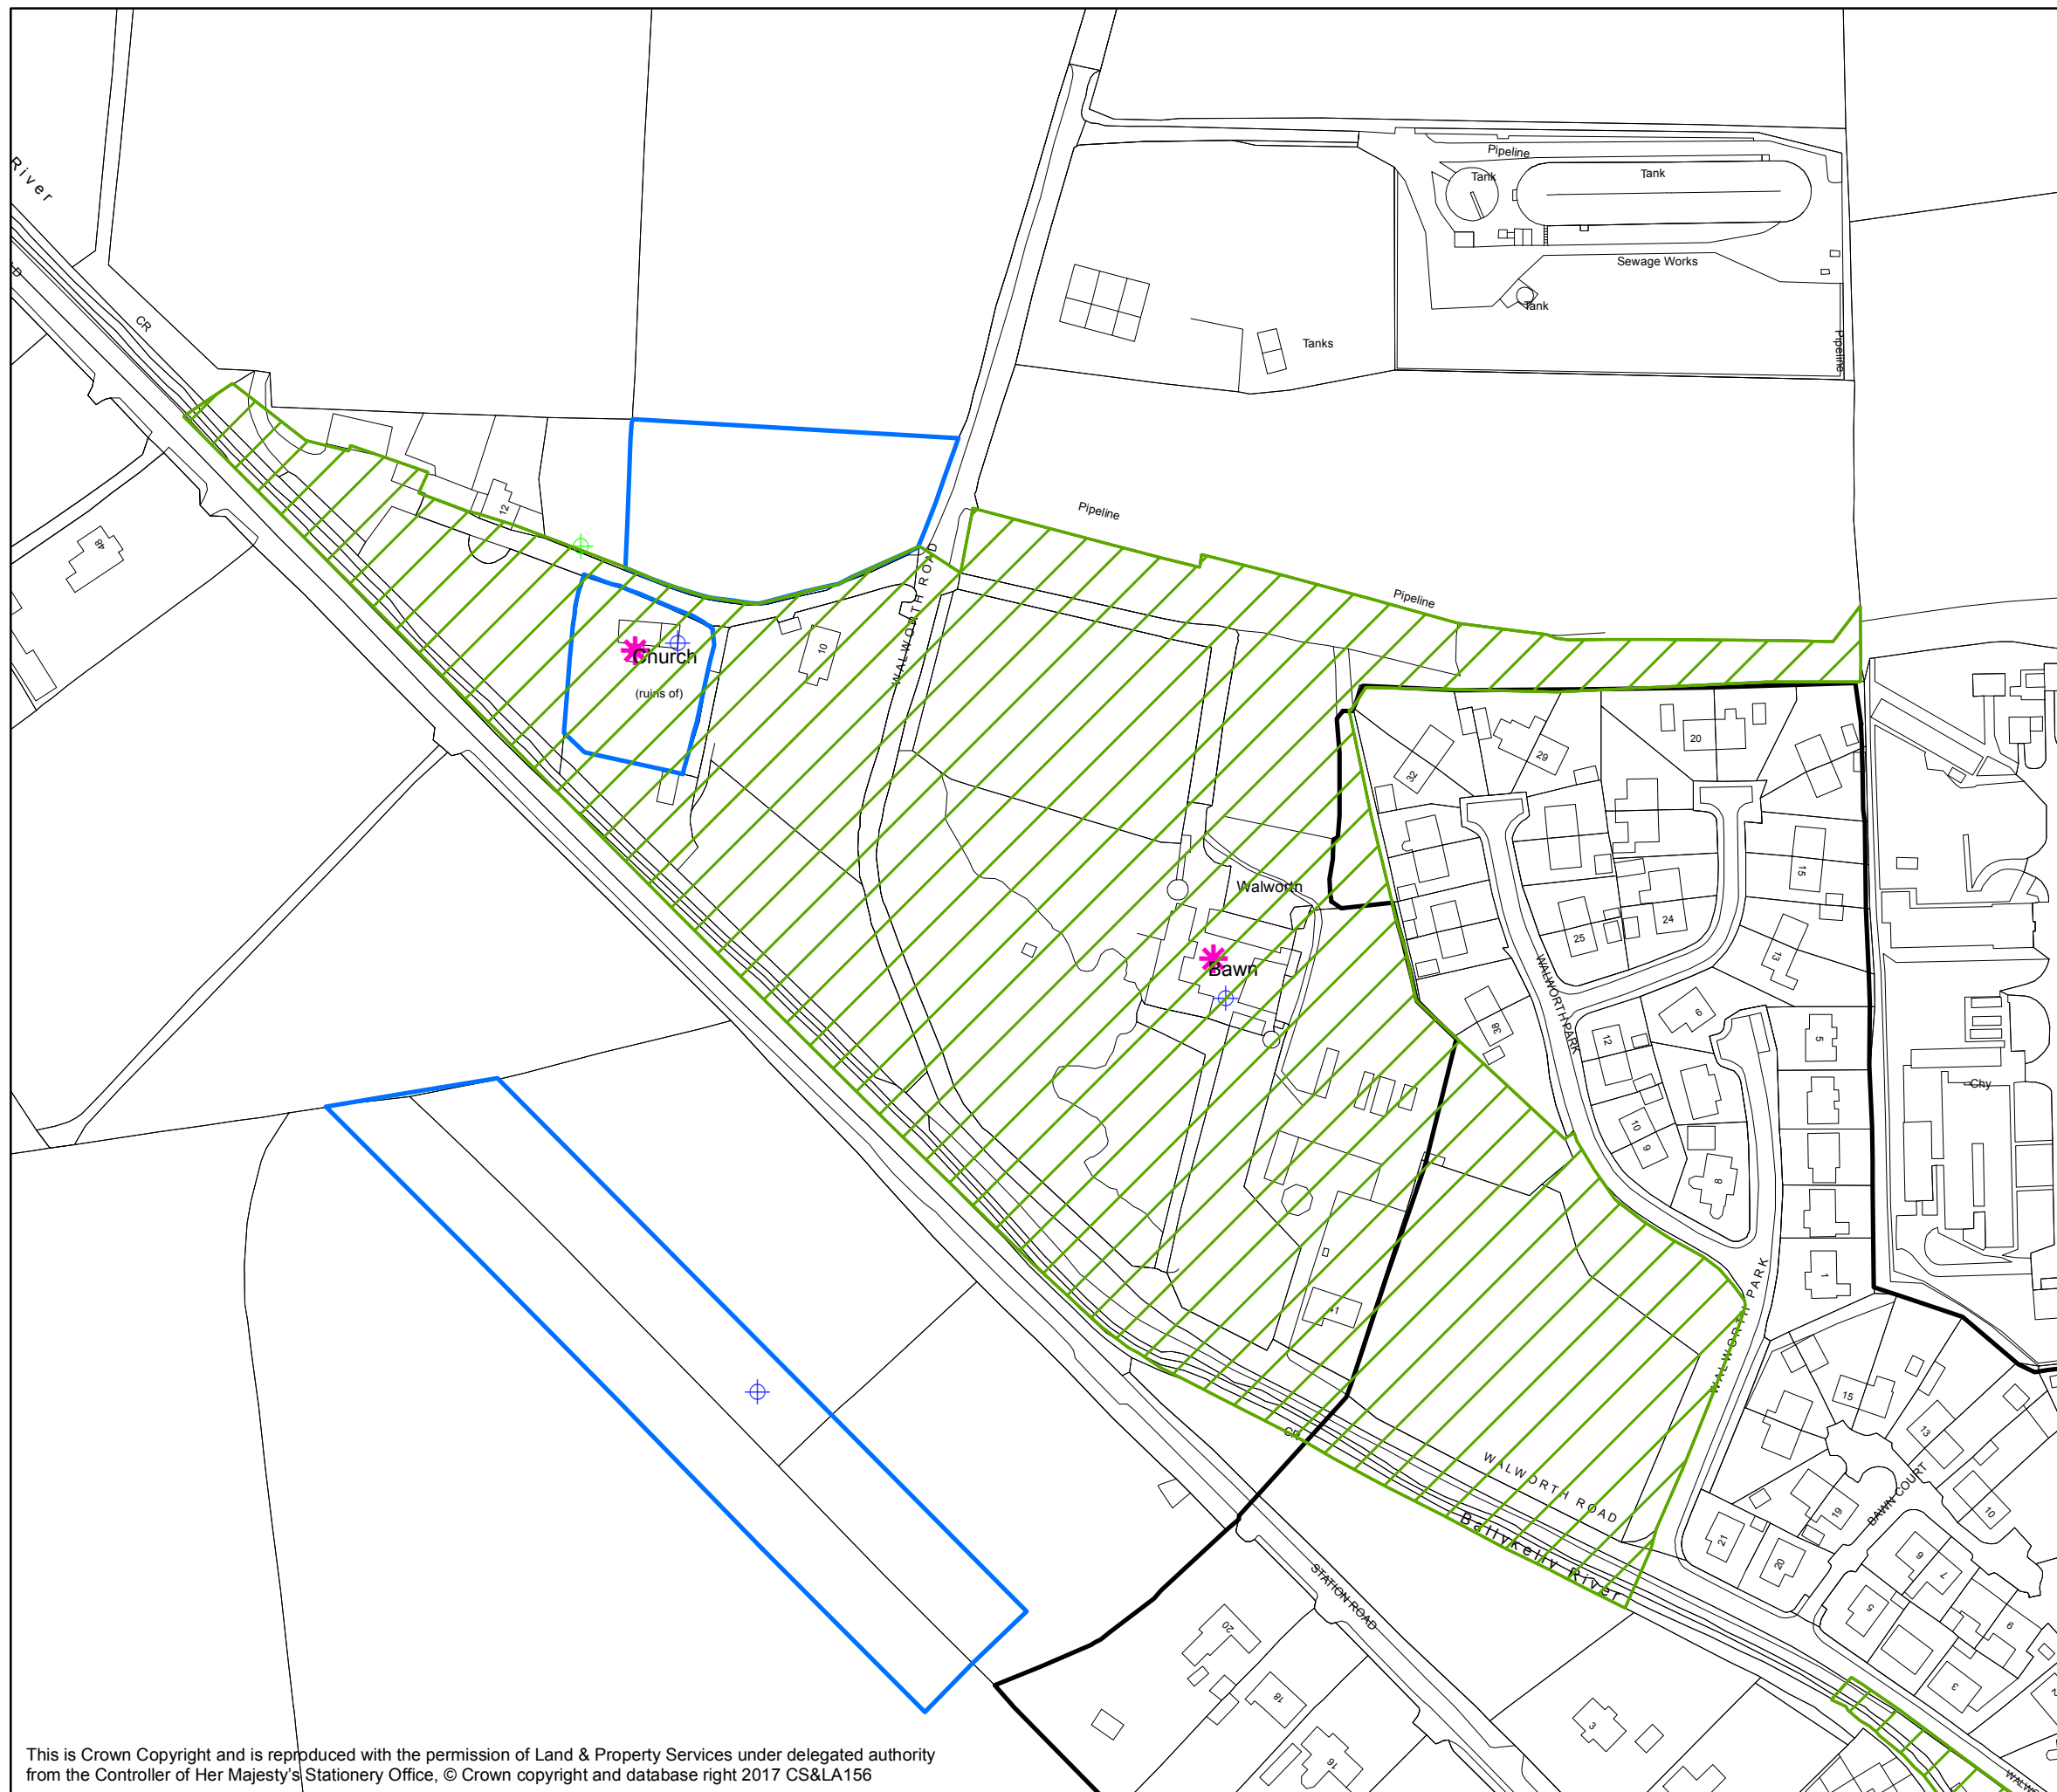 River
CR
Pipeline
Tank
Tank
Sewage Works
Tank
Tanks
Pipeline
Pipeline
Pipeline
WALWORTH ROAD
48
12
Church
(ruins of)
10
Walworth
Bawn
32
29
20
15
25
24
13
38
WALWORTH PARK
12
9
5
10
9
8
1
Chy
WALWORTH PARK
15
13
10
19
BAWN COURT
21
20
6
7
5
9
3
CR
WALWORTH ROAD
Ballykelly River
STATION ROAD
20
18
16
3
This is Crown Copyright and is reproduced with the permission of Land & Property Services under delegated authority
from the Controller of Her Majesty's Stationery Office, © Crown copyright and database right 2017 CS&LA156